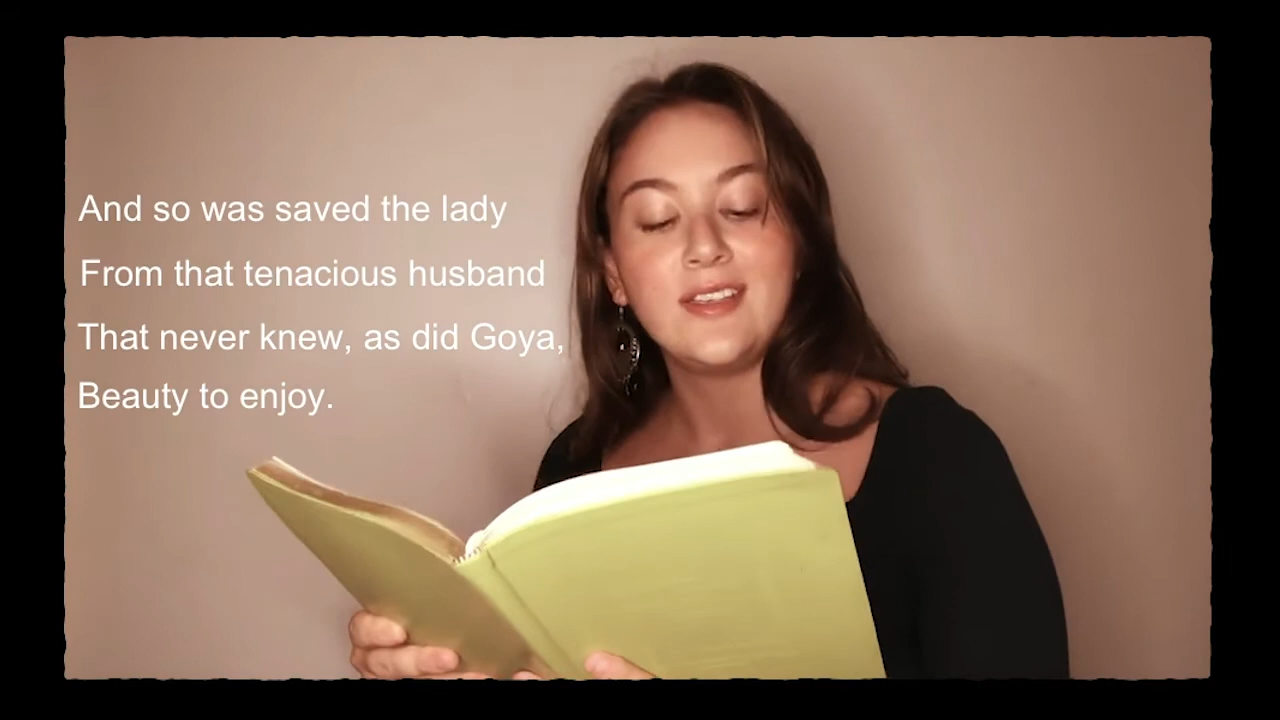 And so was saved the lady
From that tenacious husband
That never knew, as did Goya,
Beauty to enjoy.